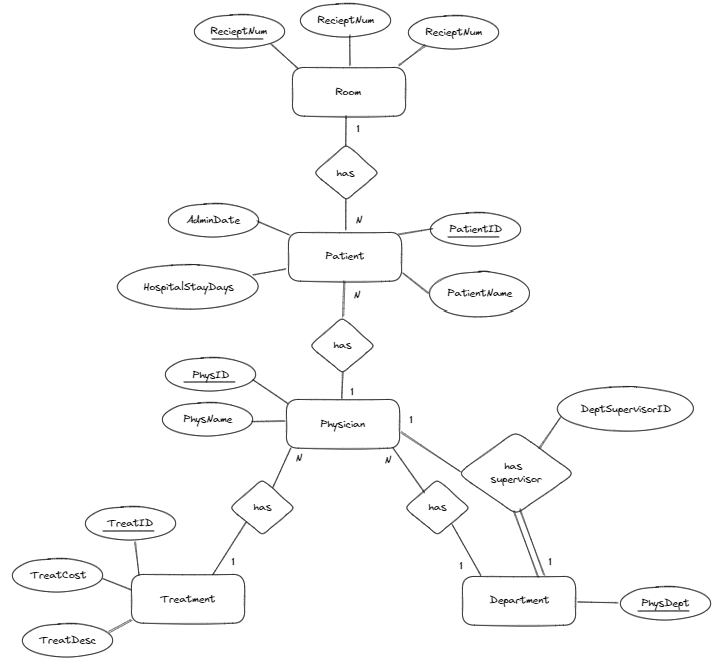 RecieptNum
RecieptNum
RecieptNum
Room
1
has
N
AdminDate
PatientID
Patient
HospitalStayDays
PatientName
N
has
PhysID
1
DeptSupervisorID
PhysName
Physician
1
N
N
has
supervisor
has
has
TreatID
1
1
1
TreatCost
Treatment
Department
PhysDept
TreatDesc